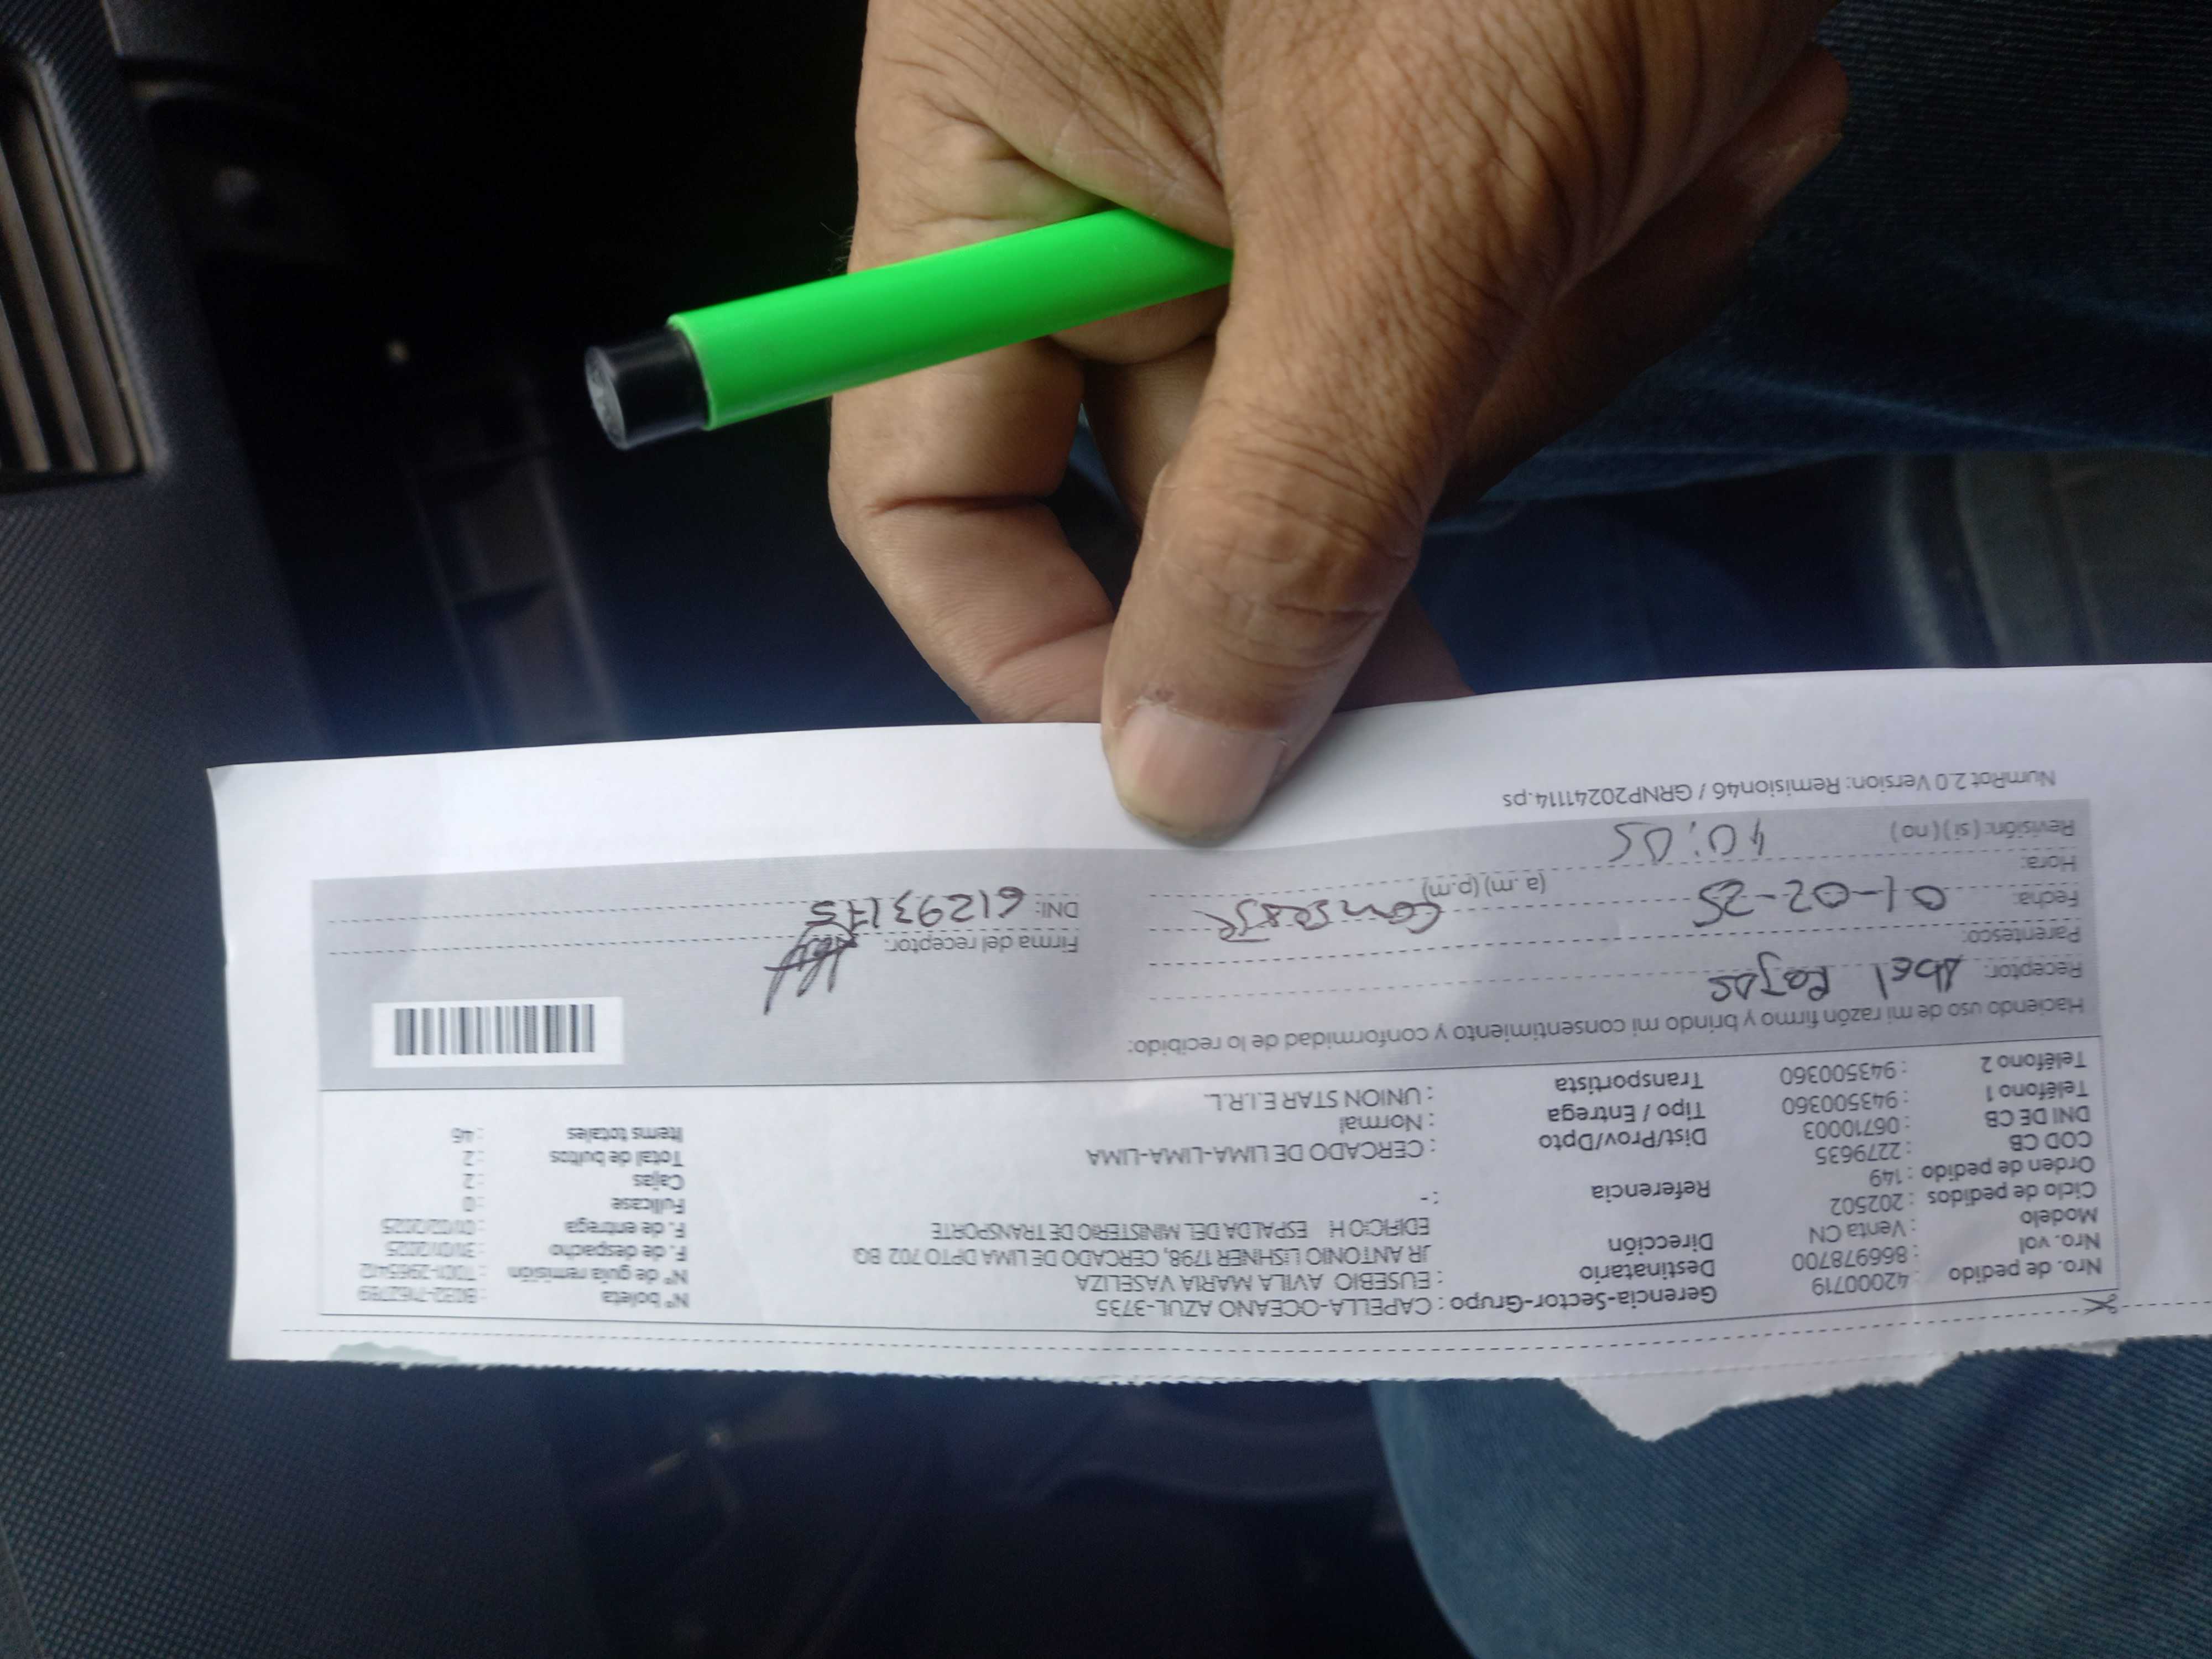 Nro. de pedido : 42000719
Nro. vol : 866978700
Modelo : Venta CN
Ciclo de pedidos : 202502
Orden de pedido : 149
COD CB : 2279635
DNI DE CB : 06710003
Teléfono 1 : 943500360
Teléfono 2 : 943500360
Gerencia-Sector-Grupo : CAPELLA-OCEANO AZUL-3735
Destinatario : EUSEBIO AVILA MARIA VASELIZA
Dirección JR ANTONIO LISHNER 1798, CERCADO DE LIMA DPTO 702 BQ
EDIFICIO H ESPALDA DEL MINISTERIO DE TRANSPORTE
Referencia : -
Dist/Prov/Dpto : CERCADO DE LIMA-LIMA-LIMA
Tipo / Entrega : Normal
Transportista : UNION STAR E.I.R.L.
N° boleta : B032-7162789
N° de guía remisión : T001-
F. de despacho : 31/01/2025
F. de entrega : 01/02/2025
Fullcase : 0
Cajas : 2
Total de bultos : 2
Items totales : 46
Haciendo uso de mi razón firmo y brindo mi consentimiento y conformidad de lo recibido:
Receptor: Abel Rojas
Parentesco:
Fecha: 01-02-25
Hora: (a.m) (p.m)
Revisión: ( si ) ( no ) 10:05
Firma del receptor:
DNI: 61293175
NumRot 2.0 Version: Remision46 / GRNP20241114.ps